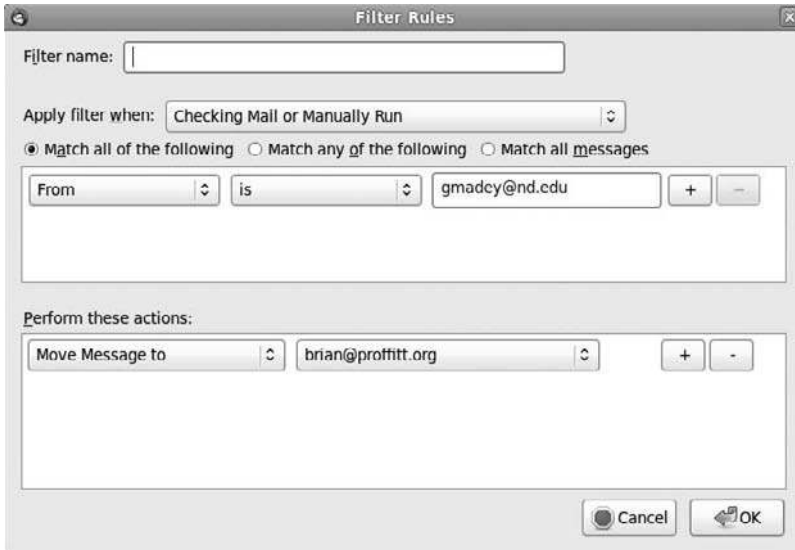 Filter Rules
Filter name:
Apply filter when: Checking Mail or Manually Run
Match all of the following Match any of the following Match all messages
From is gmadey@nd.edu + -
Perform these actions:
Move Message to brian@proffitt.org + -
Cancel OK